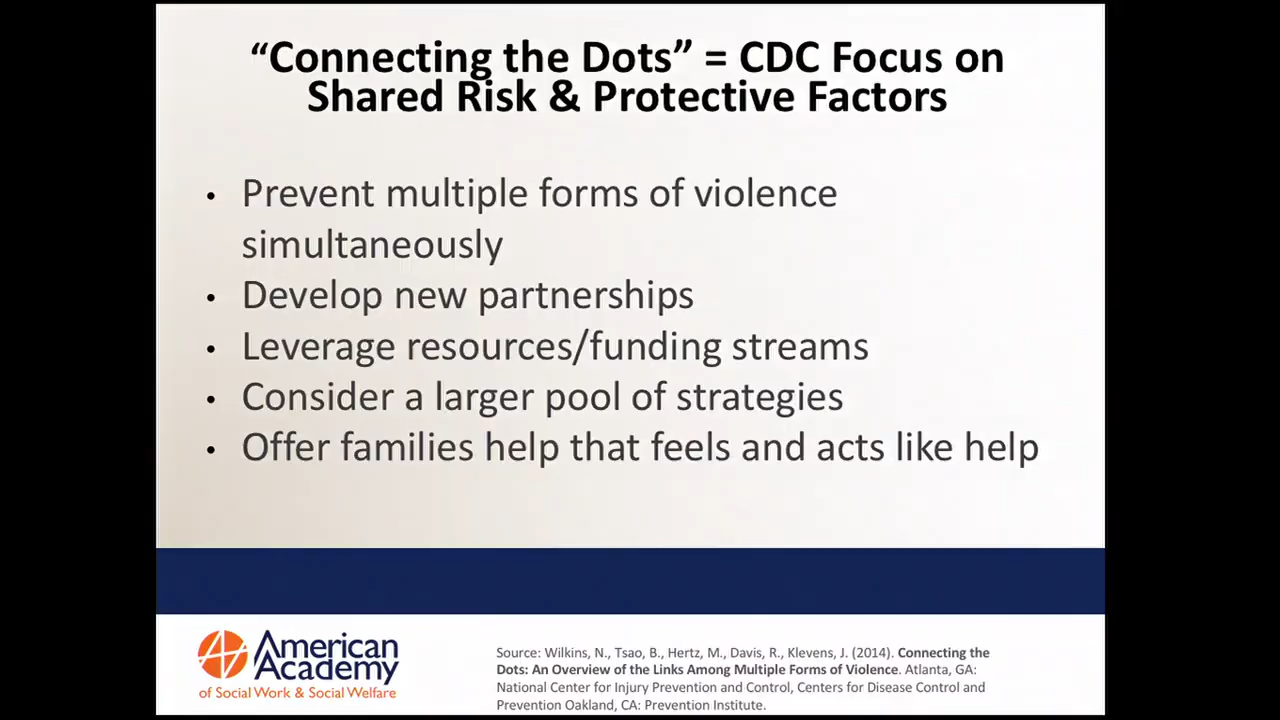 “Connecting the Dots” = CDC Focus on
Shared Risk & Protective Factors
• Prevent multiple forms of violence
simultaneously
• Develop new partnerships
• Leverage resources/funding streams
• Consider a larger pool of strategies
• Offer families help that feels and acts like help
American
Academy
of Social Work & Social Welfare
Source: Wilkins, N., Tsao, B., Hertz, M., Davis, R., Klevens, J. (2014). Connecting the
Dots: An Overview of the Links Among Multiple Forms of Violence. Atlanta, GA:
National Center for Injury Prevention and Control, Centers for Disease Control and
Prevention Oakland, CA: Prevention Institute.